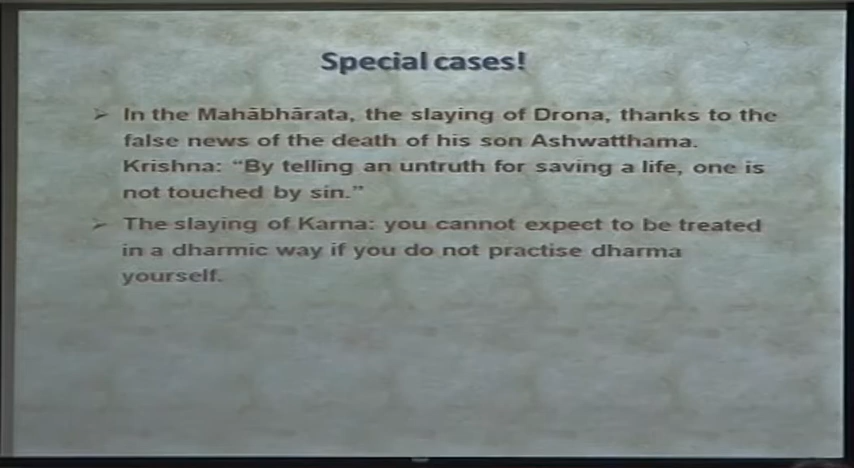 Special cases!
➢ In the Mahābhārata, the slaying of Drona, thanks to the
false news of the death of his son Ashwatthama.
Krishna: “By telling an untruth for saving a life, one is
not touched by sin.”
➢ The slaying of Karna: you cannot expect to be treated
in a dharmic way if you do not practise dharma
yourself.